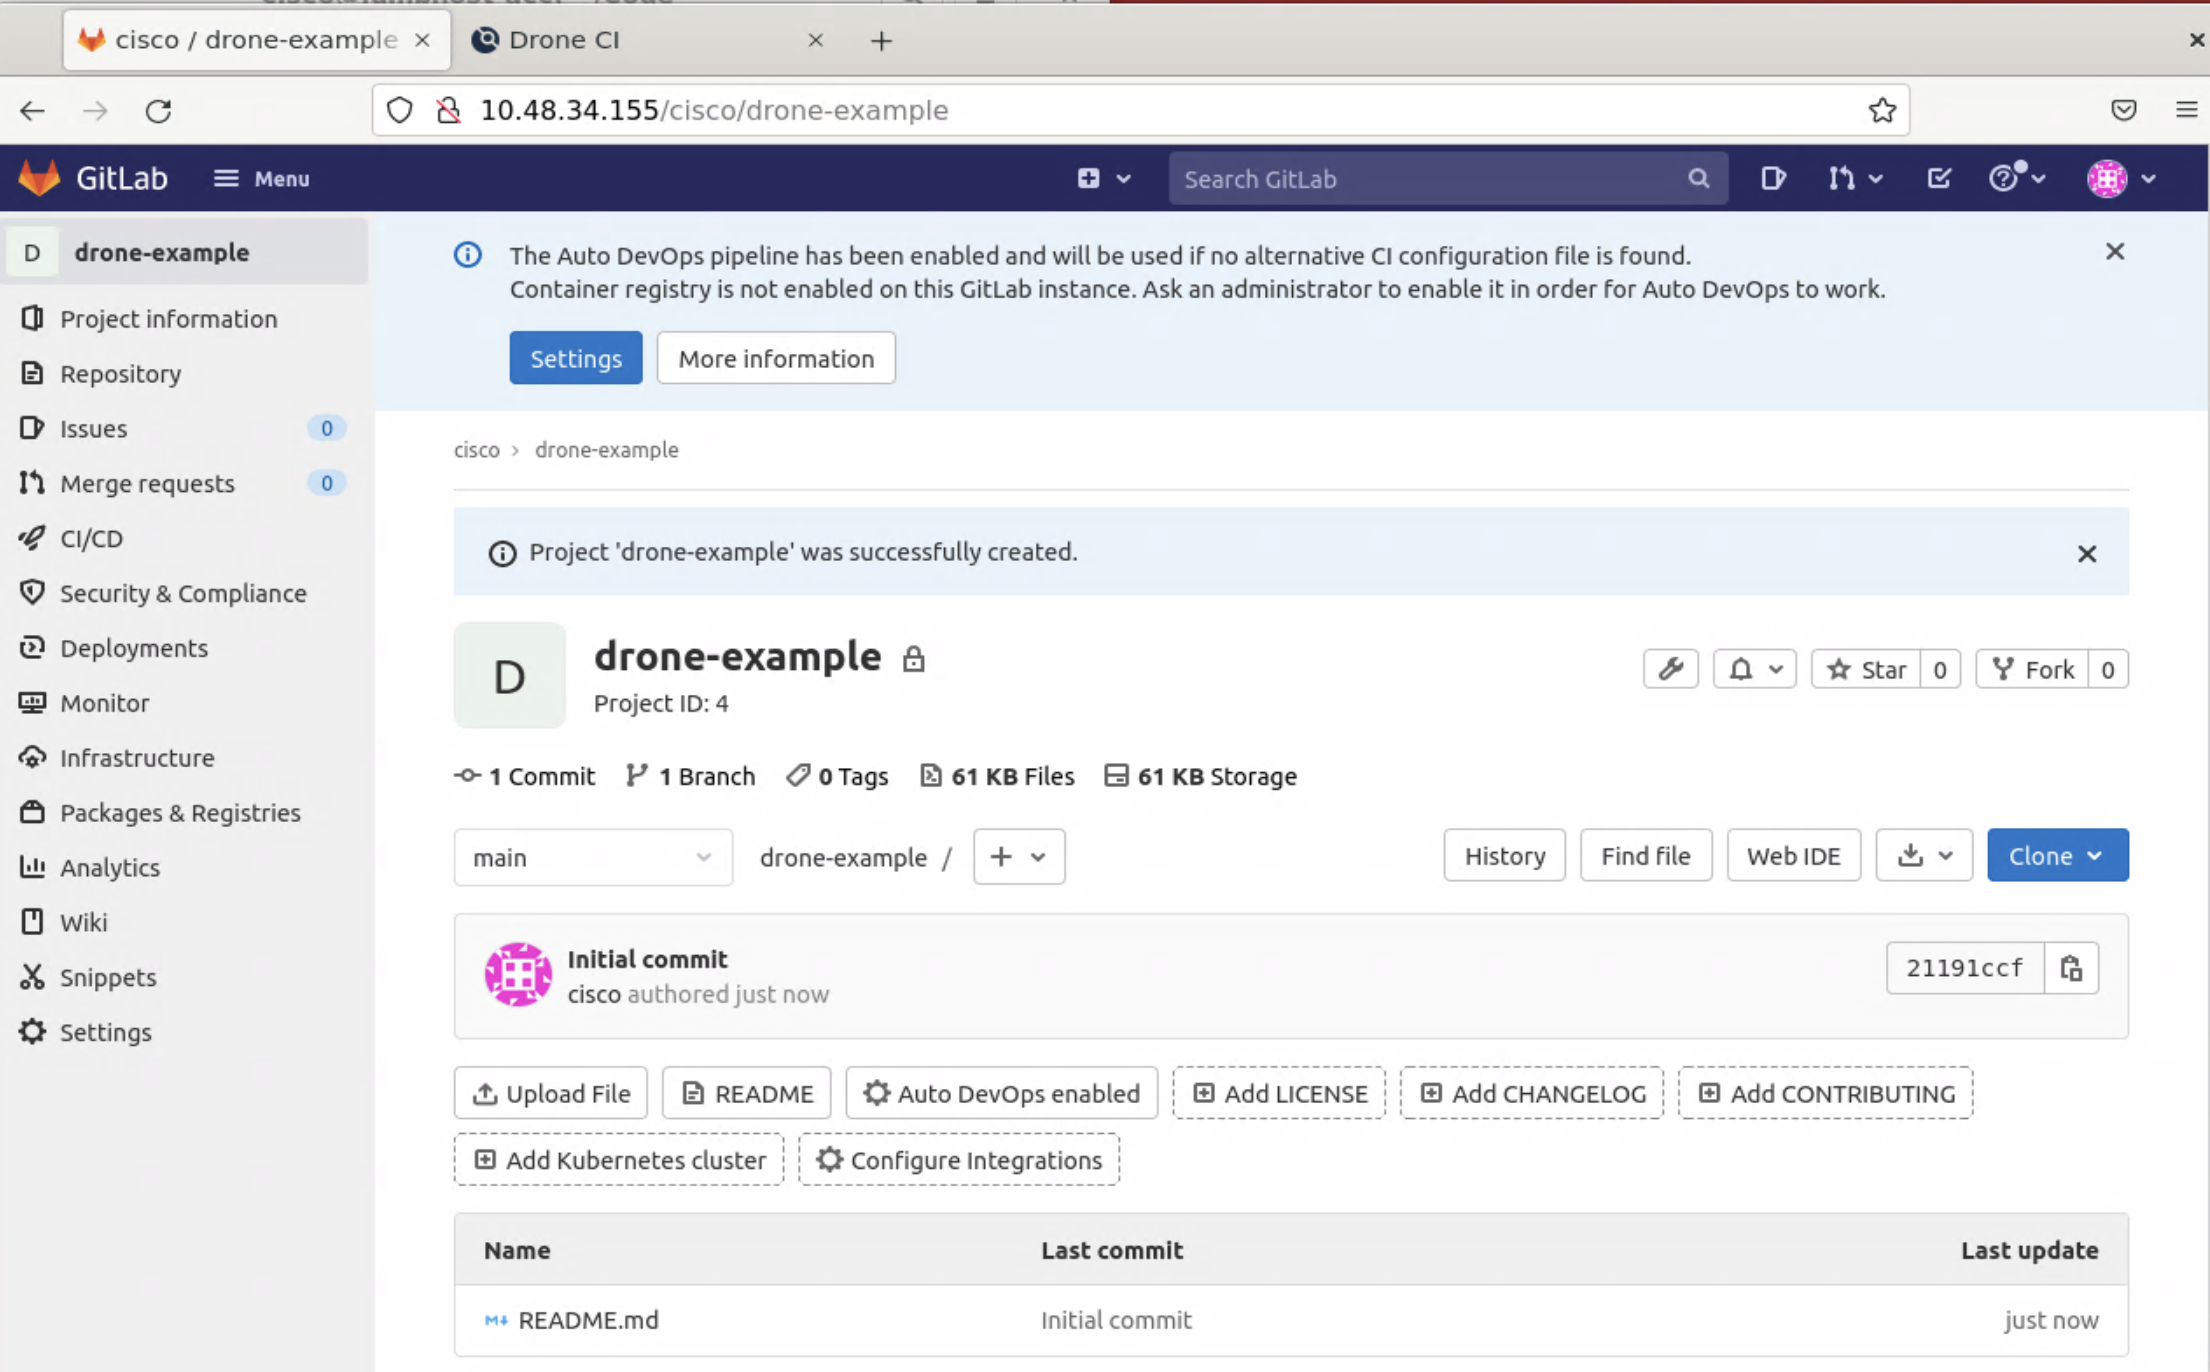 cisco / drone-example
Drone CI
10.48.34.155/cisco/drone-example
GitLab
Menu
Search GitLab
D drone-example
Project information
Repository
Issues 0
Merge requests 0
CI/CD
Security & Compliance
Deployments
Monitor
Infrastructure
Packages & Registries
Analytics
Wiki
Snippets
Settings
The Auto DevOps pipeline has been enabled and will be used if no alternative CI configuration file is found.
Container registry is not enabled on this GitLab instance. Ask an administrator to enable it in order for Auto DevOps to work.
Settings More information
cisco > drone-example
Project 'drone-example' was successfully created.
D
drone-example
Project ID: 4
Star 0 Fork 0
1 Commit 1 Branch 0 Tags 61 KB Files 61 KB Storage
main drone-example / + History Find file Web IDE Clone
Initial commit
cisco authored just now
21191ccf
Upload File README Auto DevOps enabled Add LICENSE Add CHANGELOG Add CONTRIBUTING
Add Kubernetes cluster Configure Integrations
Name Last commit Last update
README.md Initial commit just now